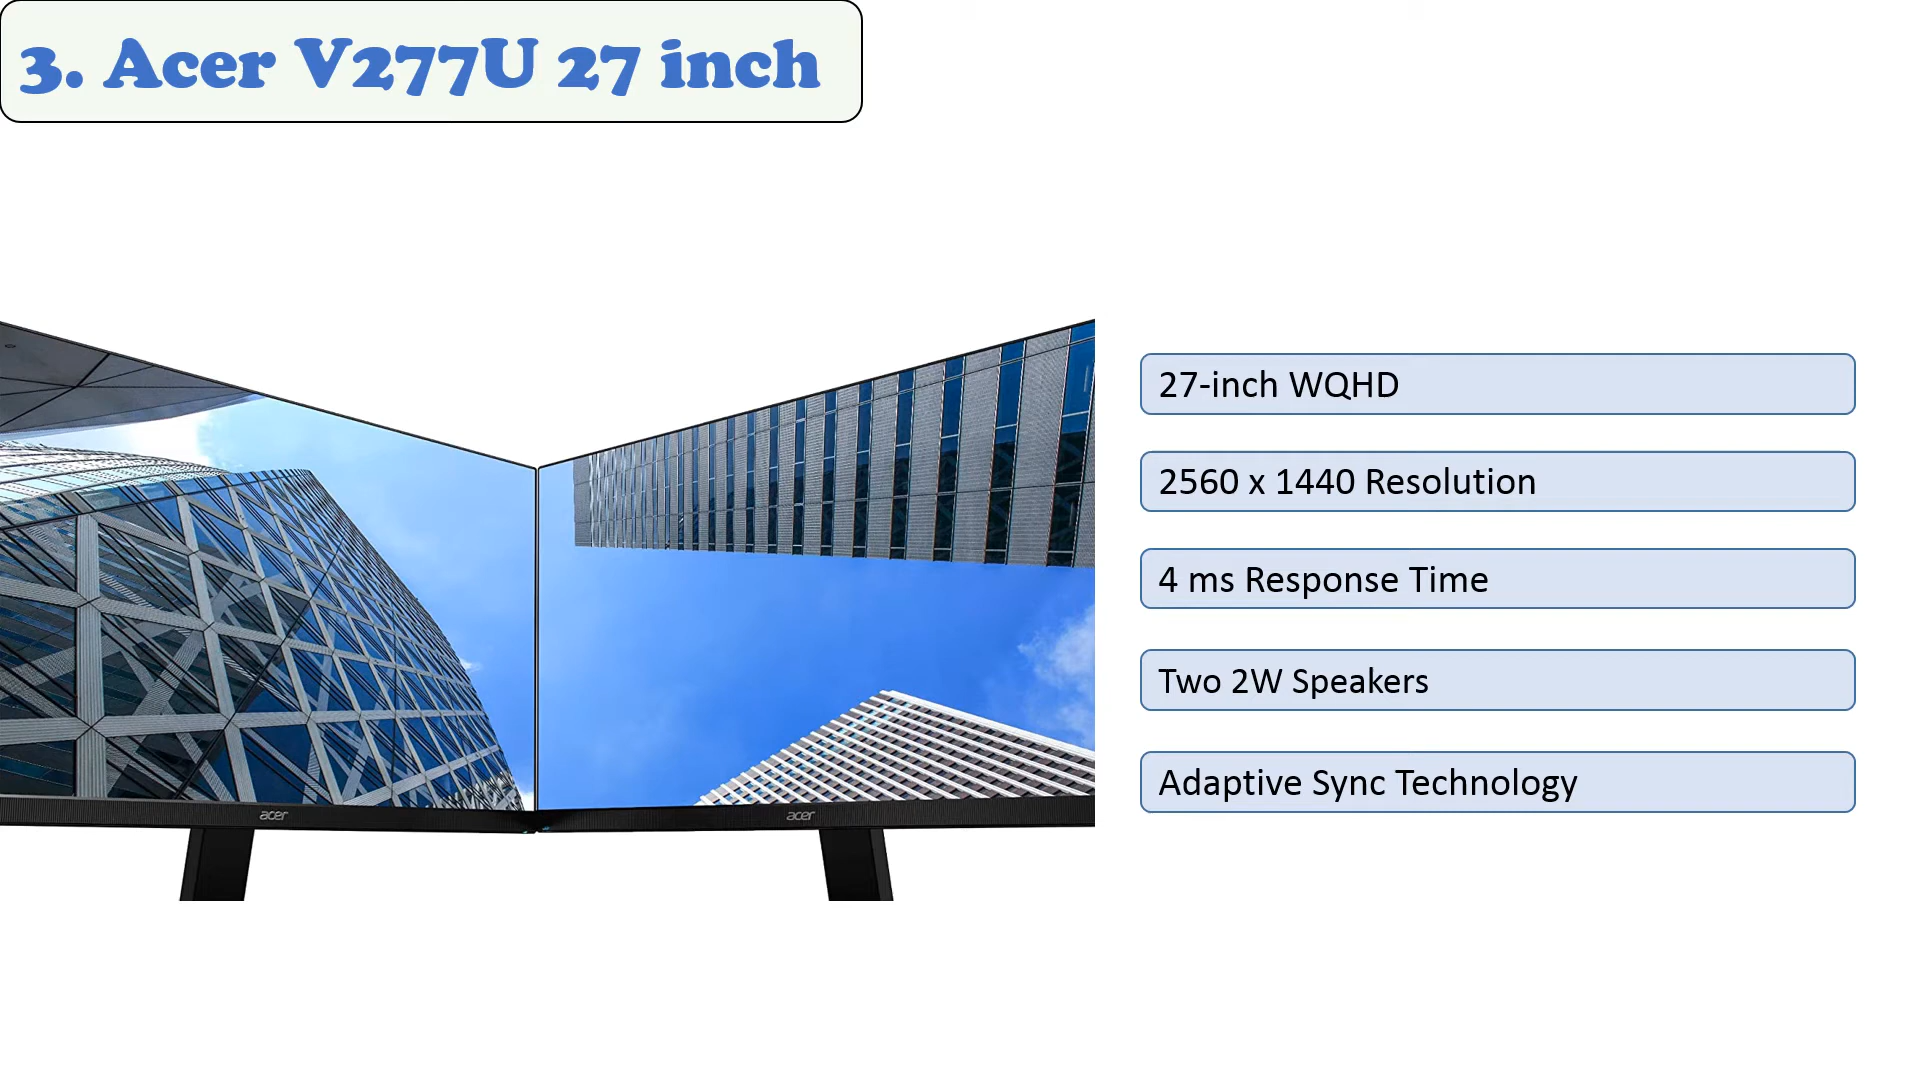 3. Acer V277U 27 inch
27-inch WQHD
2560 x 1440 Resolution
4 ms Response Time
Two 2W Speakers
Adaptive Sync Technology
acer
acer